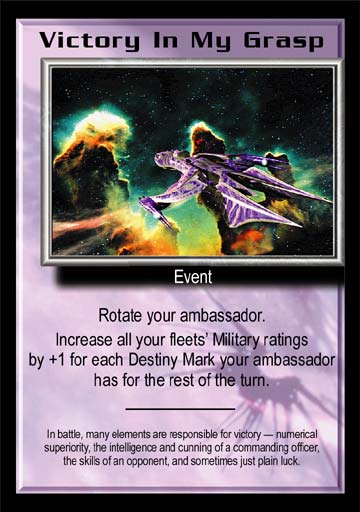 Victory In My Grasp
Event
Rotate your ambassador.
Increase all your fleets' Military ratings
by +1 for each Destiny Mark your ambassador
has for the rest of the turn.
In battle, many elements are responsible for victory — numerical
superiority, the intelligence and cunning of a commanding officer,
the skills of an opponent, and sometimes just plain luck.